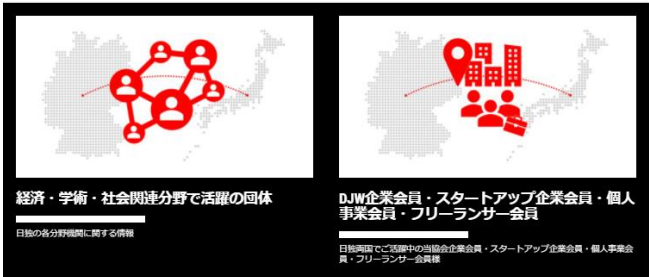 経済・学術・社会関連分野で活躍の団体
日独の各分野機関に関する情報
DJW企業会員・スタートアップ企業会員・個人
事業会員・フリーランサー会員
日独両国でご活躍中の当協会企業会員・スタートアップ企業会員・個人事業会
員・フリーランサー会員様